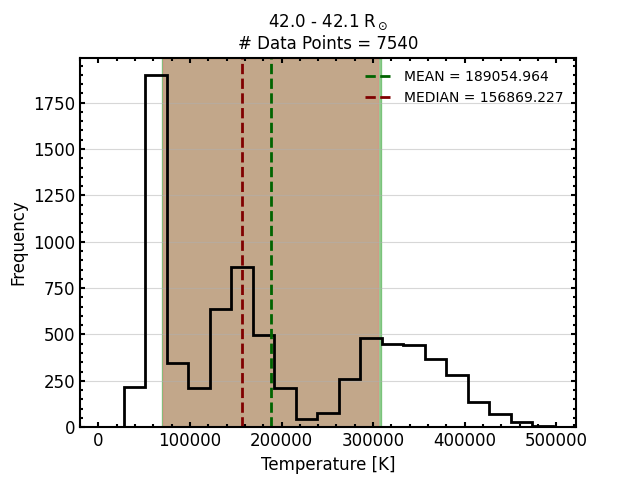 42.0 - 42.1 R⊙
# Data Points = 7540
MEAN = 189054.964
MEDIAN = 156869.227
Frequency
1750
1500
1250
1000
750
500
250
0
0 100000 200000 300000 400000 500000
Temperature [K]